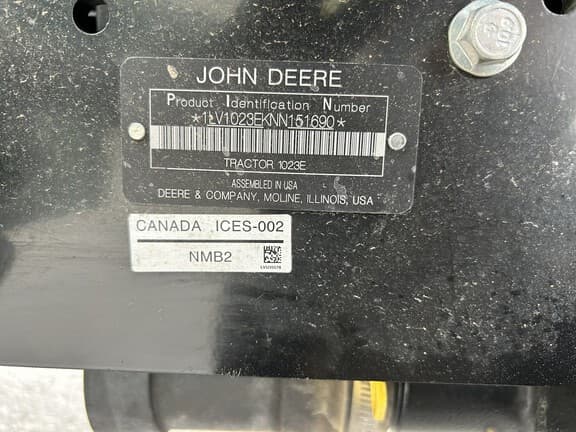 JOHN DEERE
Product Identification Number
*1LV1023EKNN151690*
TRACTOR 1023E
ASSEMBLED IN USA
DEERE & COMPANY, MOLINE, ILLINOIS, USA
CANADA ICES-002
NMB2